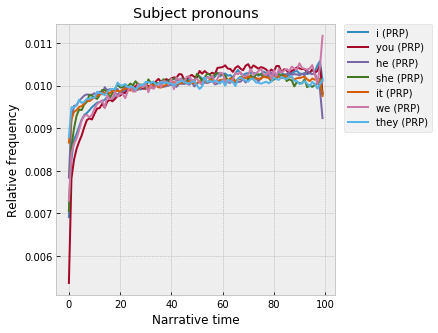 Subject pronouns
0.011
0.010
0.009
0.008
0.007
0.006
Relative frequency
0 20 40 60 80 100
Narrative time
i (PRP)
you (PRP)
he (PRP)
she (PRP)
it (PRP)
we (PRP)
they (PRP)